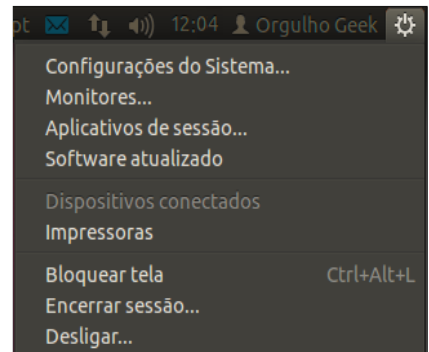 pt 12:04 Orgulho Geek
Configurações do Sistema...
Monitores...
Aplicativos de sessão...
Software atualizado
Dispositivos conectados
Impressoras
Bloquear tela Ctrl+Alt+L
Encerrar sessão...
Desligar...